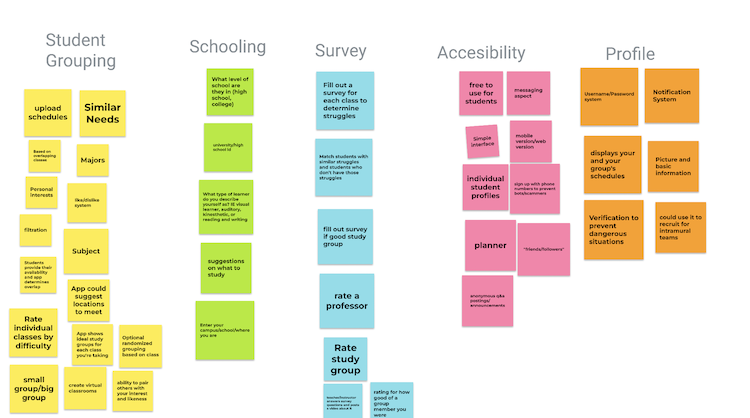 Student
Grouping
upload
schedules
Similar
Needs
Based on
overlapping
classes
Majors
Personal
interests
like/dislike
system
filtration
Subject
Students
provide their
availability and
app determines
overlap
App could
suggest
locations
to meet
Rate
individual
classes by
difficulty
App shows
ideal study
groups for
each class
you're taking
Optional
randomized
grouping
based on class
small
group/big
group
create virtual
classrooms
ability to pair
others with your
interest and
likeness
Schooling
What level of
school are
they in (high
school,
college)
university/high
school id
What type of learner
do you describe
yourself as? IE visual
learner, auditory,
kinesthetic, or
reading and writing
suggestions
on what to
study
Enter your
campus/school/where
you are
Survey
Fill out a
survey for
each class to
determine
struggles
Match students with
similar struggles
and students who
don't have those
struggles
fill out survey
if good study
group
rate a
professor
Rate
study
group
answers survey
questions and
rating for how
good of a
group
member you
were
Accesibility
free to
use for
students
messaging
aspect
Simple
interface
mobile
version/web
version
individual
student
profiles
sign up with phone
numbers to prevent
bots/scammers
planner
"friends/followers"
anonymous q&a
postings/
announcements
Profile
Username/Password
system
Notification
System
displays your
and your
group's
schedules
Picture and
basic
information
Verification to
prevent
dangerous
situations
could use it to
recruit for
intramural
teams